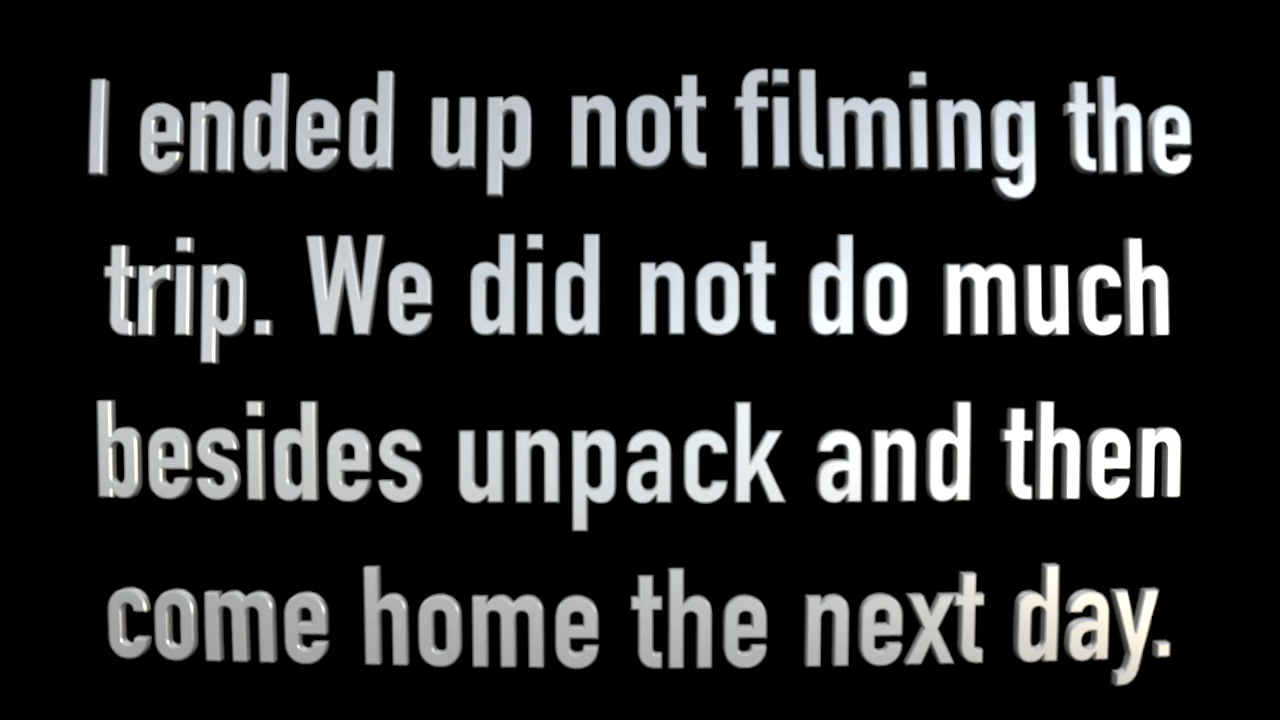 I ended up not filming the
trip. We did not do much
besides unpack and then
come home the next day.